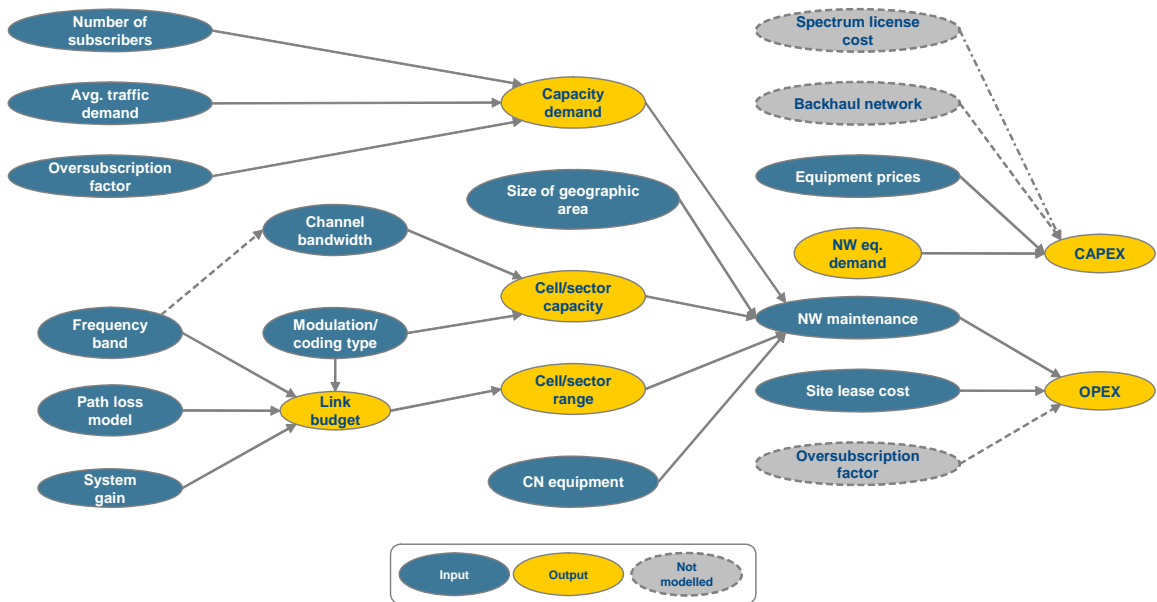 Number of
subscribers
Avg. traffic
demand
Oversubscription
factor
Capacity
demand
Size of geographic
area
Channel
bandwidth
Cell/sector
capacity
Frequency
band
Modulation/
coding type
Path loss
model
Link
budget
Cell/sector
range
System
gain
CN equipment
Spectrum license
cost
Backhaul network
Equipment prices
NW eq.
demand
CAPEX
NW maintenance
Site lease cost
OPEX
Oversubscription
factor
Input
Output
Not
modelled